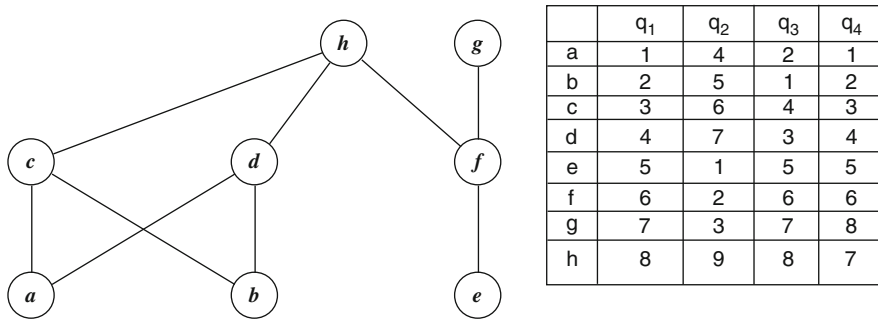 h g
c d f
a b e
q1 q2 q3 q4
a 1 4 2 1
b 2 5 1 2
c 3 6 4 3
d 4 7 3 4
e 5 1 5 5
f 6 2 6 6
g 7 3 7 8
h 8 9 8 7